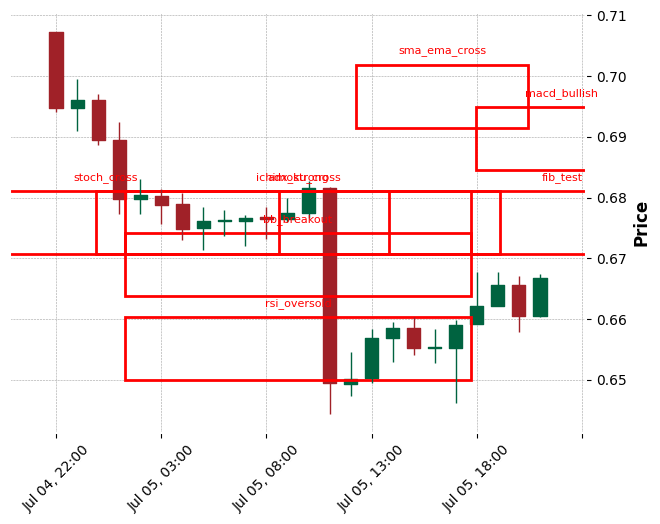 0.71
sma_ema_cross
0.70
macd_bullish
0.69
stoch_cross
fib_test
0.68
Price
0.67
rsi_oversold
0.66
0.65
Jul 04, 22:00
Jul 05, 03:00
Jul 05, 08:00
Jul 05, 13:00
Jul 05, 18:00